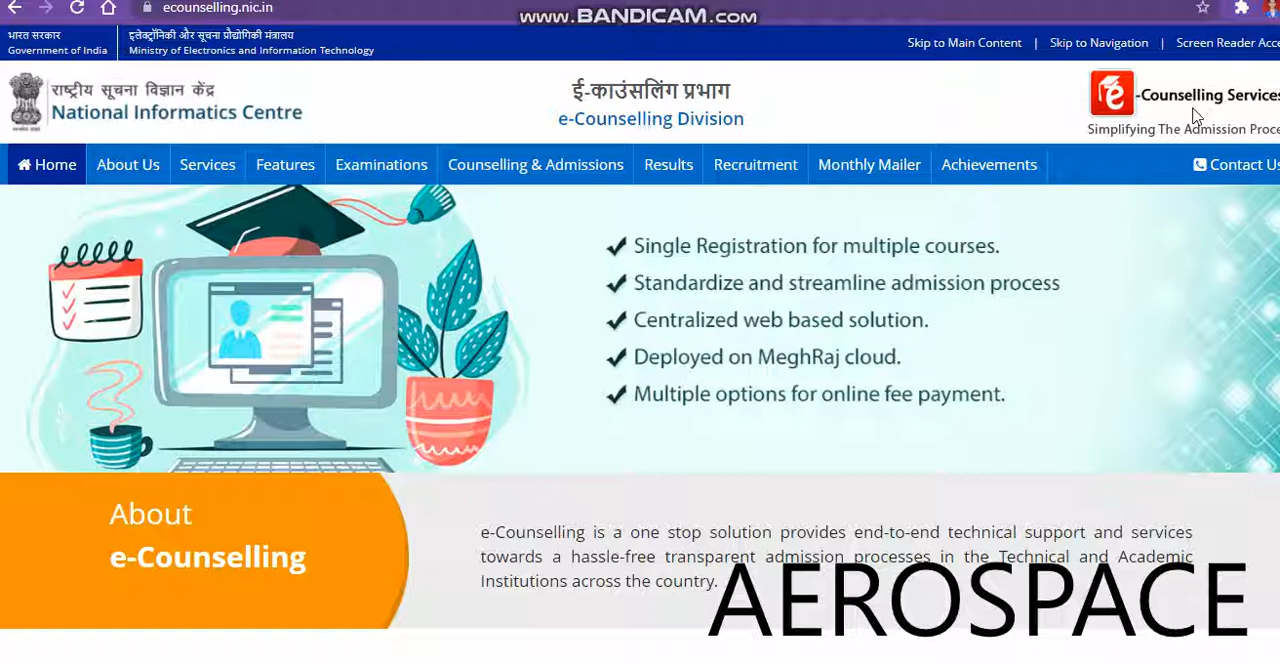 ecounselling.nic.in
www.BANDICAM.com
भारत सरकार
Government of India
इलेक्ट्रॉनिकी और सूचना प्रौद्योगिकी मंत्रालय
Ministry of Electronics and Information Technology
Skip to Main Content | Skip to Navigation | Screen Reader Acce
राष्ट्रीय सूचना विज्ञान केंद्र
National Informatics Centre
ई-काउंसलिंग प्रभाग
e-Counselling Division
e-Counselling Services
Simplifying The Admission Proce
Home About Us Services Features Examinations Counselling & Admissions Results Recruitment Monthly Mailer Achievements Contact Us
Single Registration for multiple courses.
Standardize and streamline admission process
Centralized web based solution.
Deployed on MeghRaj cloud.
Multiple options for online fee payment.
About
e-Counselling
e-Counselling is a one stop solution provides end-to-end technical support and services
towards a hassle-free transparent admission processes in the Technical and Academic
Institutions across the country.
AEROSPACE